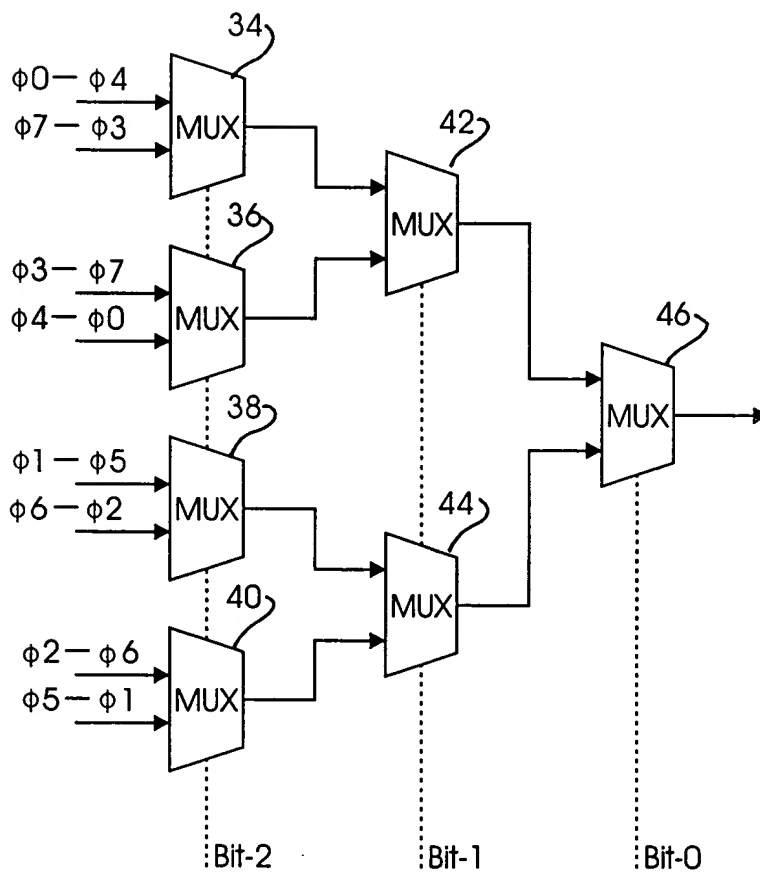 34
ϕ0— ϕ4
ϕ7— ϕ3
MUX
42
36
MUX
ϕ3— ϕ7
ϕ4— ϕ0
MUX
46
38
MUX
ϕ1— ϕ5
ϕ6— ϕ2
MUX
44
40
MUX
ϕ2— ϕ6
ϕ5— ϕ1
MUX
Bit-2
Bit-1
Bit-0